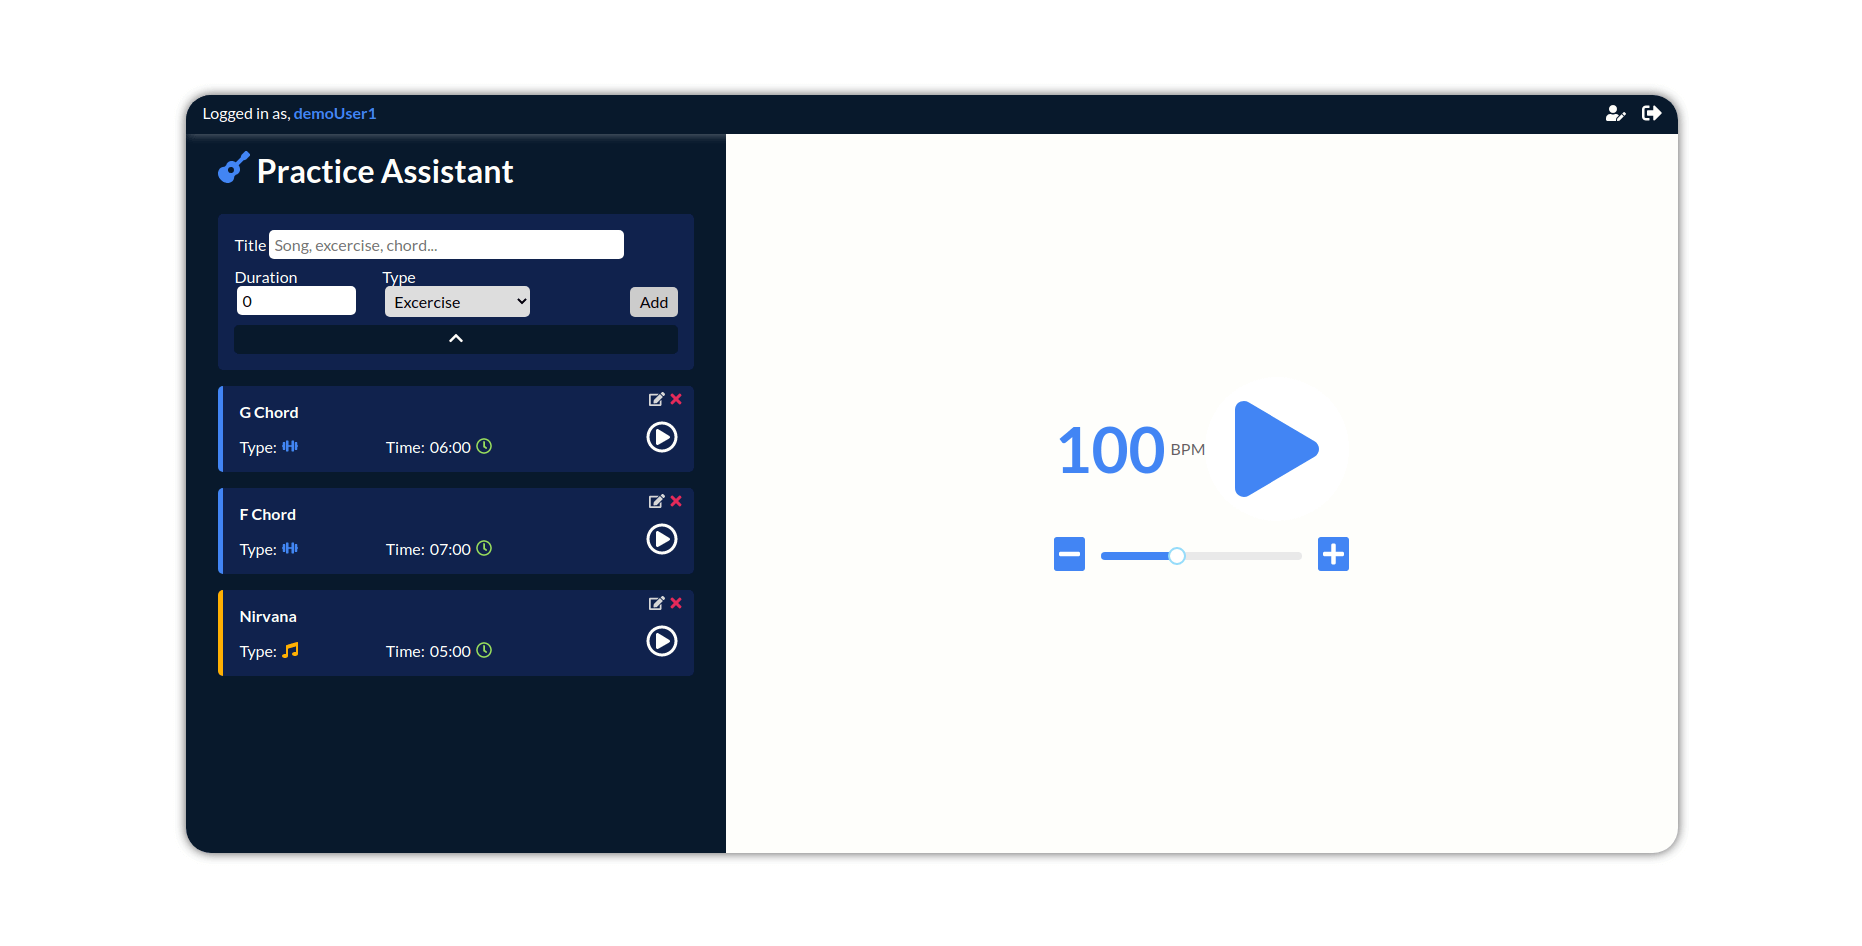 Logged in as, demoUser1
Practice Assistant
Title Song, excercise, chord...
Duration Type
0 Excercise Add
G Chord
Type: Time: 06:00
F Chord
Type: Time: 07:00
Nirvana
Type: Time: 05:00
100 BPM